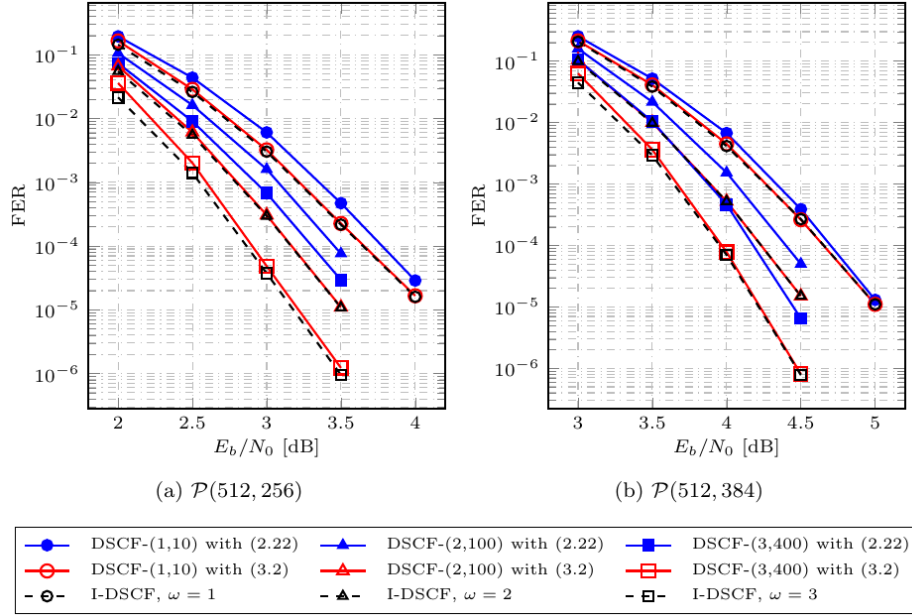 10^{-1}
10^{-2}
10^{-3}
10^{-4}
10^{-5}
10^{-6}
FER
2 2.5 3 3.5 4
E_b/N_0 [dB]
(a) P(512, 256)
10^{-1}
10^{-2}
10^{-3}
10^{-4}
10^{-5}
10^{-6}
FER
3 3.5 4 4.5 5
E_b/N_0 [dB]
(b) P(512, 384)
DSCF-(1,10) with (2.22) DSCF-(2,100) with (2.22) DSCF-(3,400) with (2.22)
DSCF-(1,10) with (3.2) DSCF-(2,100) with (3.2) DSCF-(3,400) with (3.2)
I-DSCF, ω = 1 I-DSCF, ω = 2 I-DSCF, ω = 3